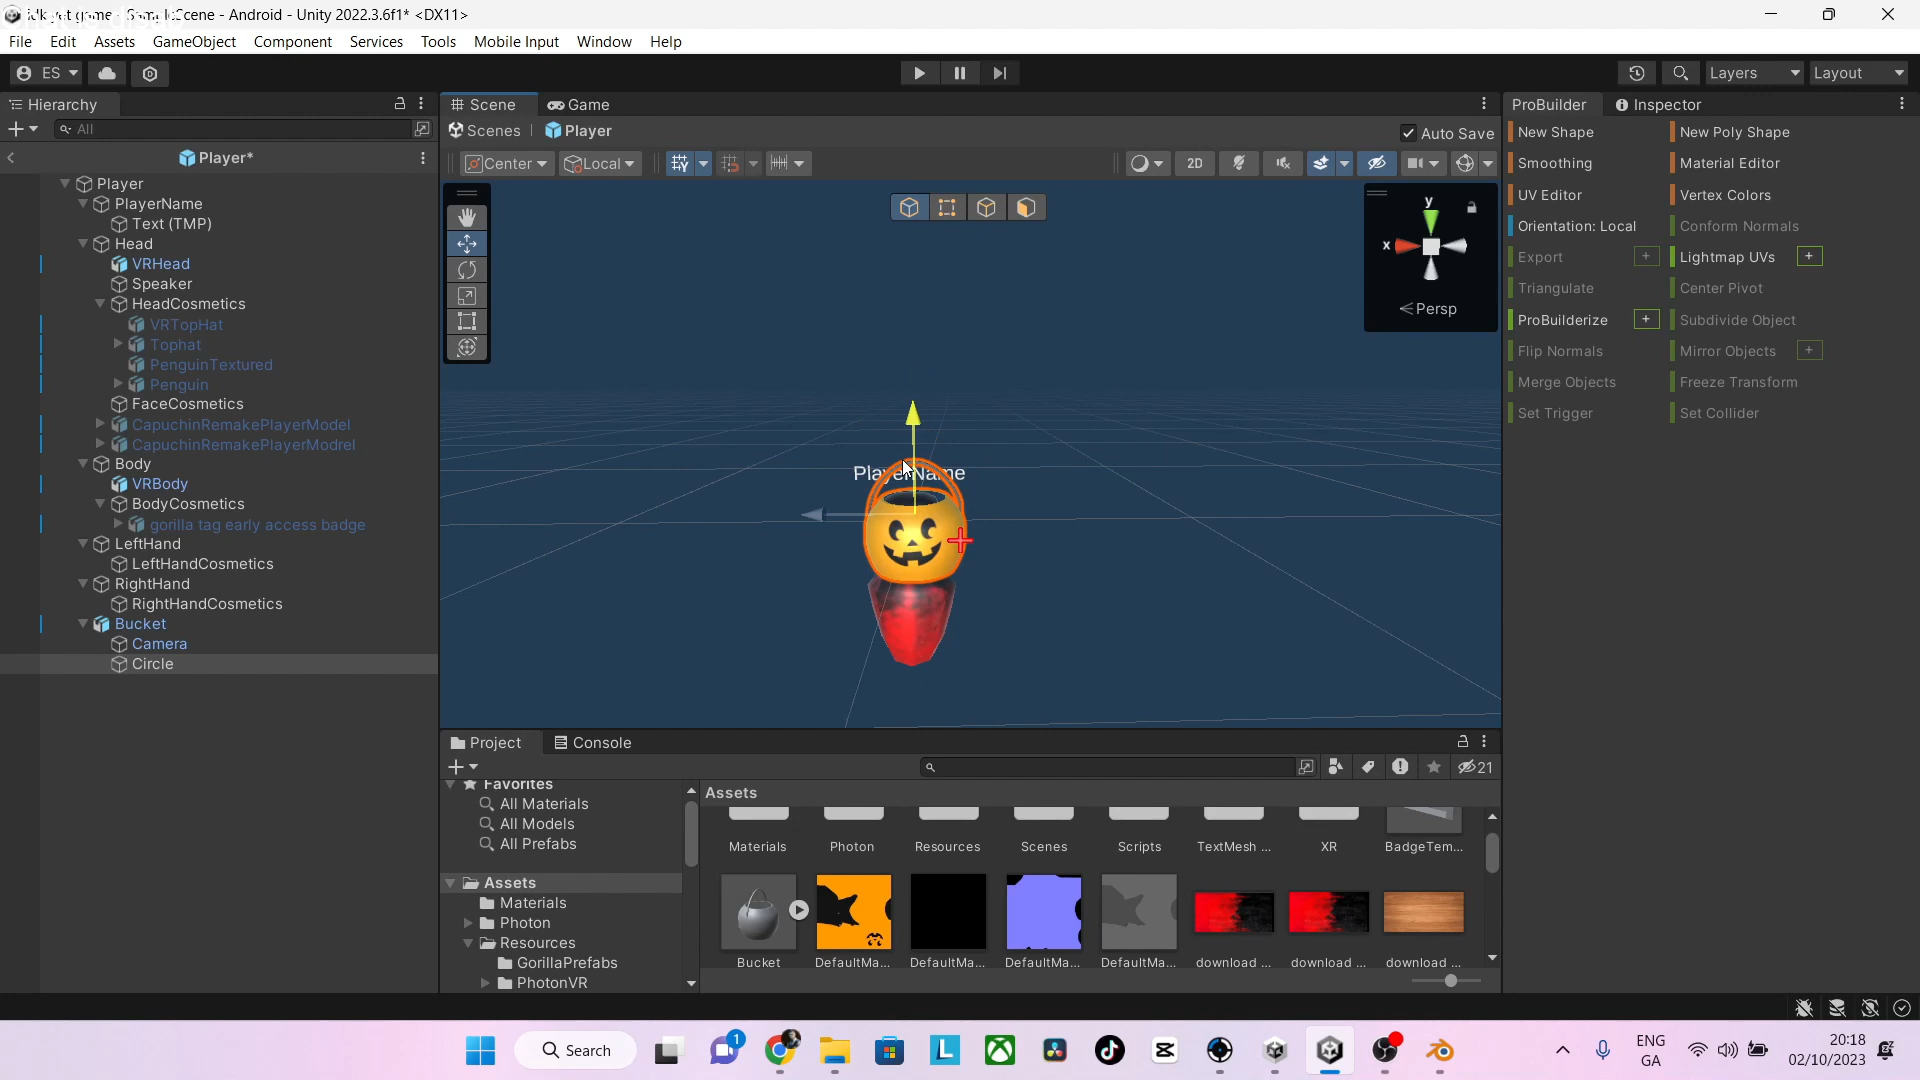 idk yet game - SampleScene - Android - Unity 2022.3.6f1* <DX11>
File Edit Assets GameObject Component Services Tools Mobile Input Window Help
ES
Layers
Layout
Hierarchy
All
Player*
Player
PlayerName
Text (TMP)
Head
VRHead
Speaker
HeadCosmetics
VRTopHat
Tophat
PenguinTextured
Penguin
FaceCosmetics
CapuchinRemakePlayerModel
CapuchinRemakePlayerModrel
Body
VRBody
BodyCosmetics
gorilla tag early access badge
LeftHand
LeftHandCosmetics
RightHand
RightHandCosmetics
Bucket
Camera
Circle
Scene Game
Scenes Player
Auto Save
Center Local
2D
y
x
Persp
PlayerName
ProBuilder Inspector
New Shape New Poly Shape
Smoothing Material Editor
UV Editor Vertex Colors
Orientation: Local Conform Normals
Export + Lightmap UVs +
Triangulate Center Pivot
ProBuilderize + Subdivide Object
Flip Normals Mirror Objects +
Merge Objects Freeze Transform
Set Trigger Set Collider
Project Console
21
Favorites
All Materials
All Models
All Prefabs
Assets
Materials
Photon
Resources
GorillaPrefabs
PhotonVR
Assets
Materials Photon Resources Scenes Scripts TextMesh ... XR BadgeTem...
Bucket DefaultMa... DefaultMa... DefaultMa... DefaultMa... download ... download ... download ...
Search
1
ENG
GA
20:18
02/10/2023